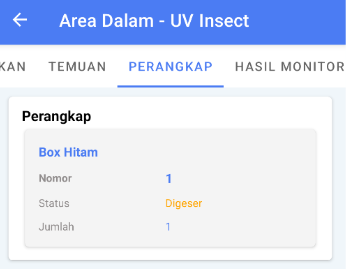 Area Dalam - UV Insect
KAN TEMUAN PERANGKAP HASIL MONITOR
Perangkap
Box Hitam
Nomor 1
Status Digeser
Jumlah 1